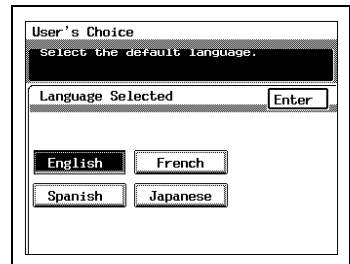 User's Choice
Select the default language.
Language Selected
Enter
English French
Spanish Japanese